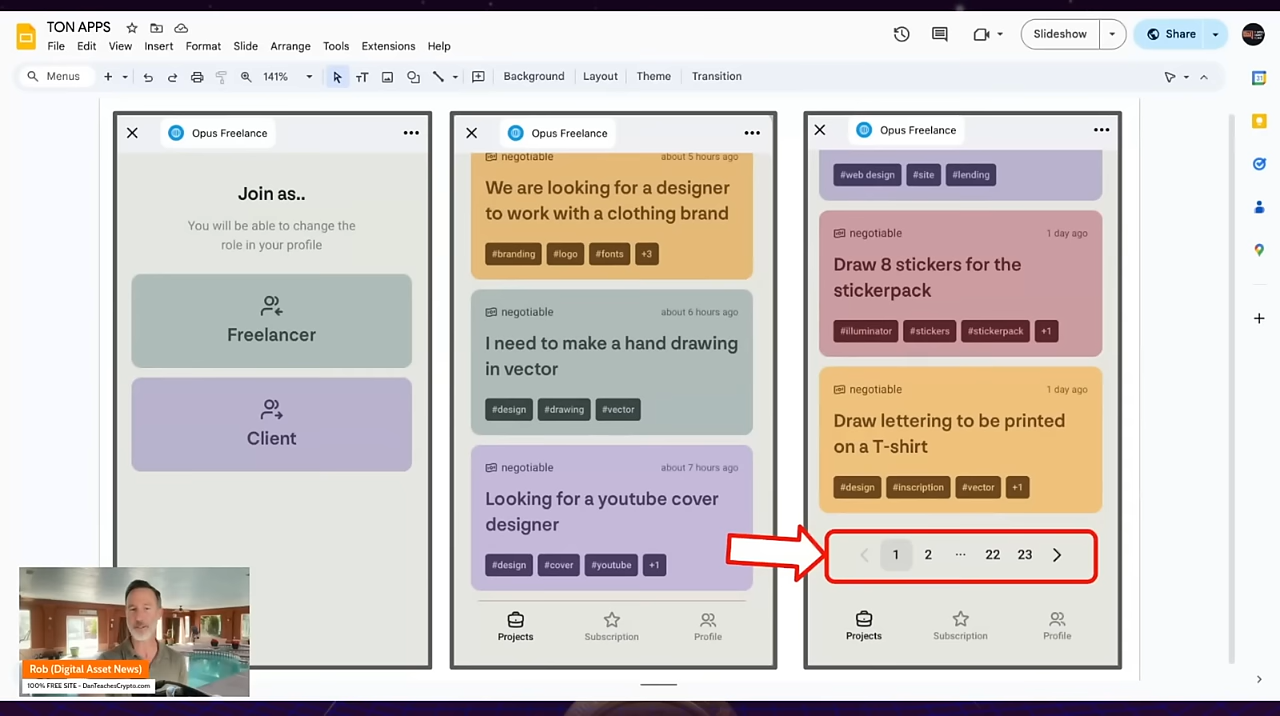 TON APPS
File Edit View Insert Format Slide Arrange Tools Extensions Help
Slideshow
Share
Menus
141%
Background Layout Theme Transition
31
Opus Freelance
Join as..
You will be able to change the
role in your profile
Freelancer
Client
Opus Freelance
negotiable about 5 hours ago
We are looking for a designer
to work with a clothing brand
#branding #logo #fonts +3
negotiable about 6 hours ago
I need to make a hand drawing
in vector
#design #drawing #vector
negotiable about 7 hours ago
Looking for a youtube cover
designer
#design #cover #youtube +1
Projects Subscription Profile
Opus Freelance
#web design #site #lending
negotiable 1 day ago
Draw 8 stickers for the
stickerpack
#illuminator #stickers #stickerpack +1
negotiable 1 day ago
Draw lettering to be printed
on a T-shirt
#design #inscription #vector +1
1 2 ... 22 23
Projects Subscription Profile
Rob (Digital Asset News)
100% FREE SITE - DanTeachesCrypto.com